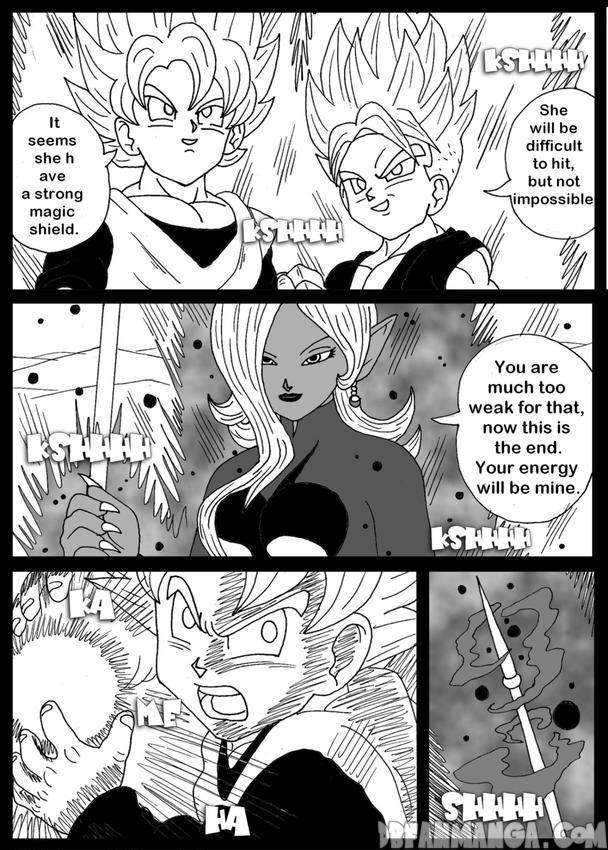 It
seems
she h
ave
a strong
magic
shield.
KSHHHH
KSHHHH
She
will be
difficult
to hit,
but not
impossible
KSHHHH
You are
much too
weak for that,
now this is
the end.
Your energy
will be mine.
KSHHHH
KA
ME
HA
SHHHH
DBFANMANGA.COM